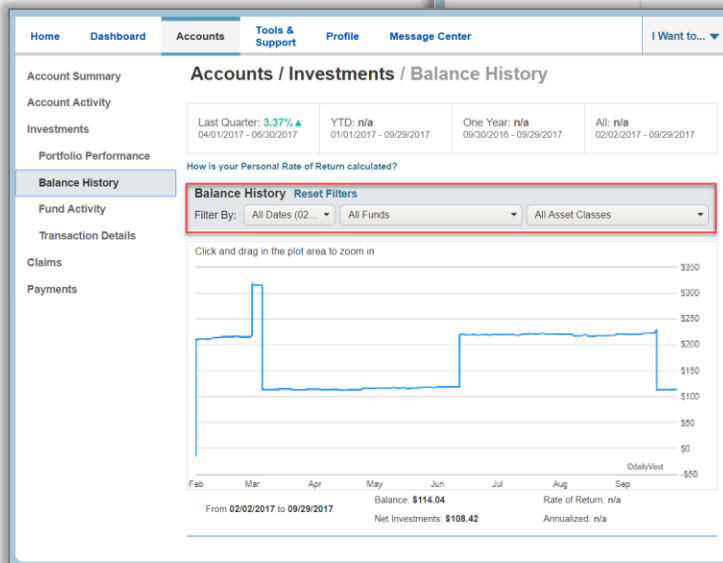 Home Dashboard Accounts Tools & Support Profile Message Center I Want to...
Account Summary
Account Activity
Investments
Portfolio Performance
Balance History
Fund Activity
Transaction Details
Claims
Payments
Accounts / Investments / Balance History
Last Quarter: 3.37%▲
04/01/2017 - 06/30/2017
YTD: n/a
01/01/2017 - 09/29/2017
One Year: n/a
09/30/2016 - 09/29/2017
All: n/a
02/02/2017 - 09/29/2017
How is your Personal Rate of Return calculated?
Balance History Reset Filters
Filter By: All Dates (02... All Funds All Asset Classes
Click and drag in the plot area to zoom in
$350
$300
$250
$200
$150
$100
$50
$0
-$50
©dailyVest
Feb Mar Apr May Jun Jul Aug Sep
From 02/02/2017 to 09/29/2017
Balance: $114.04
Net Investments: $108.42
Rate of Return: n/a
Annualized: n/a